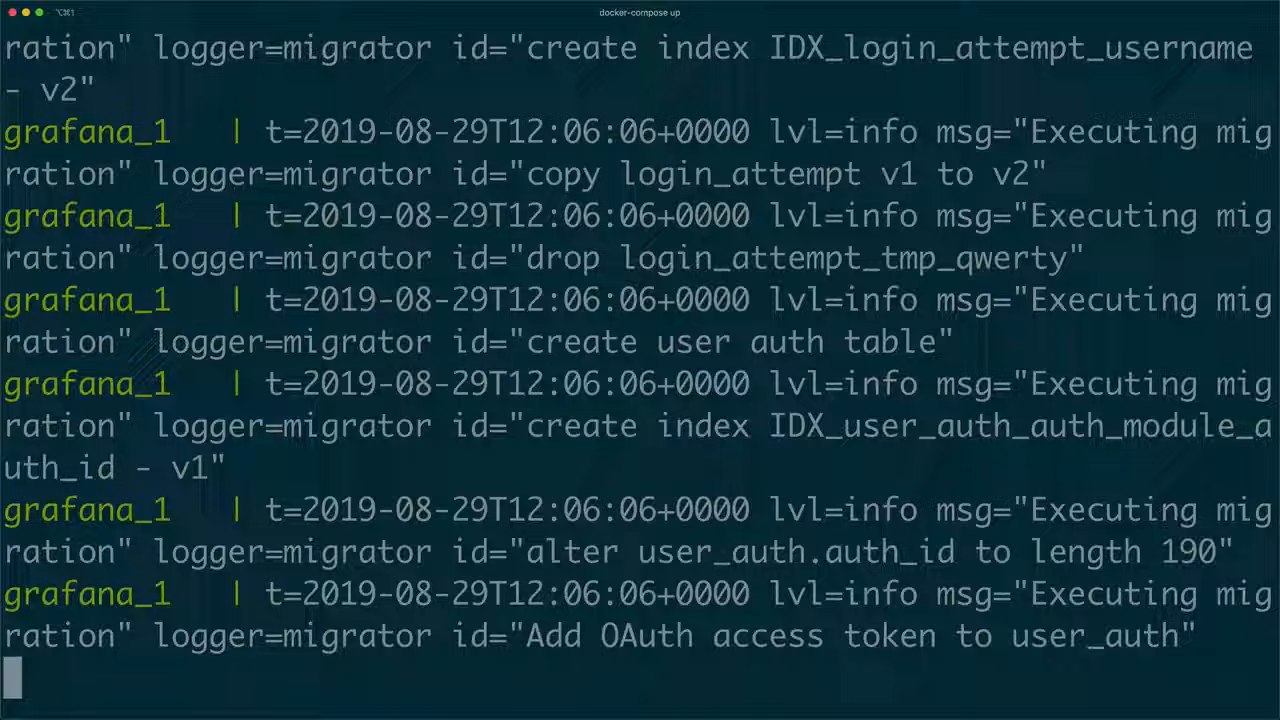 ⌥⌘1
docker-compose up
ration" logger=migrator id="create index IDX_login_attempt_username
- v2"
grafana_1   | t=2019-08-29T12:06:06+0000 lvl=info msg="Executing mig
ration" logger=migrator id="copy login_attempt v1 to v2"
grafana_1   | t=2019-08-29T12:06:06+0000 lvl=info msg="Executing mig
ration" logger=migrator id="drop login_attempt_tmp_qwerty"
grafana_1   | t=2019-08-29T12:06:06+0000 lvl=info msg="Executing mig
ration" logger=migrator id="create user auth table"
grafana_1   | t=2019-08-29T12:06:06+0000 lvl=info msg="Executing mig
ration" logger=migrator id="create index IDX_user_auth_auth_module_a
uth_id - v1"
grafana_1   | t=2019-08-29T12:06:06+0000 lvl=info msg="Executing mig
ration" logger=migrator id="alter user_auth.auth_id to length 190"
grafana_1   | t=2019-08-29T12:06:06+0000 lvl=info msg="Executing mig
ration" logger=migrator id="Add OAuth access token to user_auth"